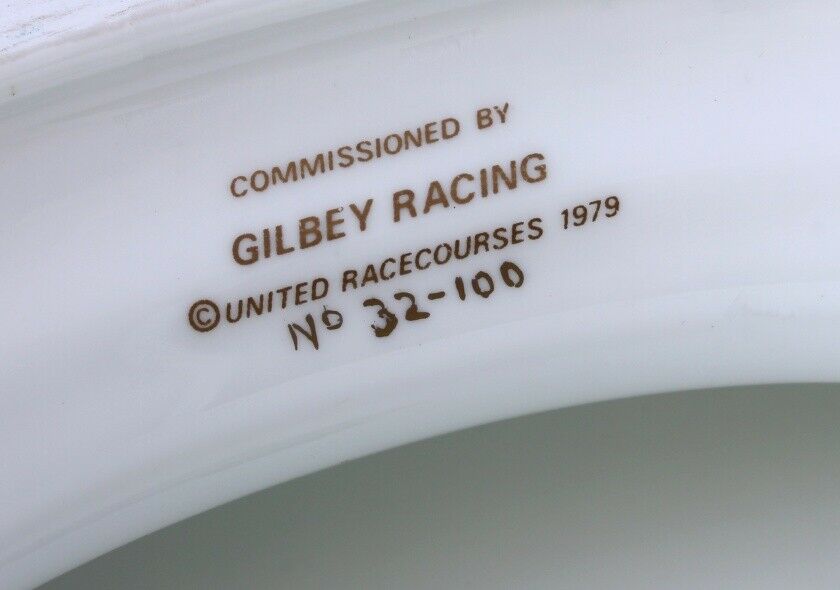 COMMISSIONED BY
GILBEY RACING
©UNITED RACECOURSES 1979
No 32-100